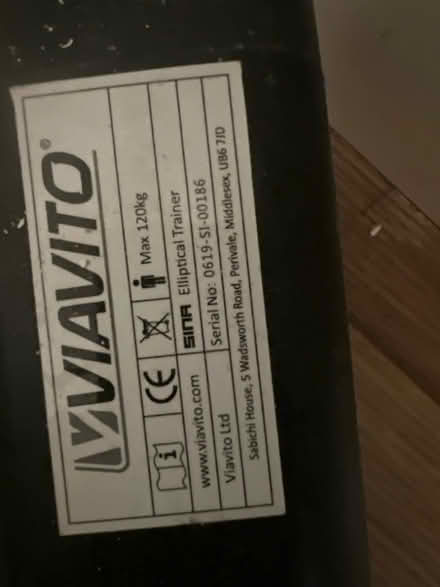 VIAVITO®
Max 120kg
SINA Elliptical Trainer
www.viavito.com
Serial No: 0619-SI-00186
Viavito Ltd
Sabichi House, 5 Wadsworth Road, Perivale, Middlesex, UB6 7JD